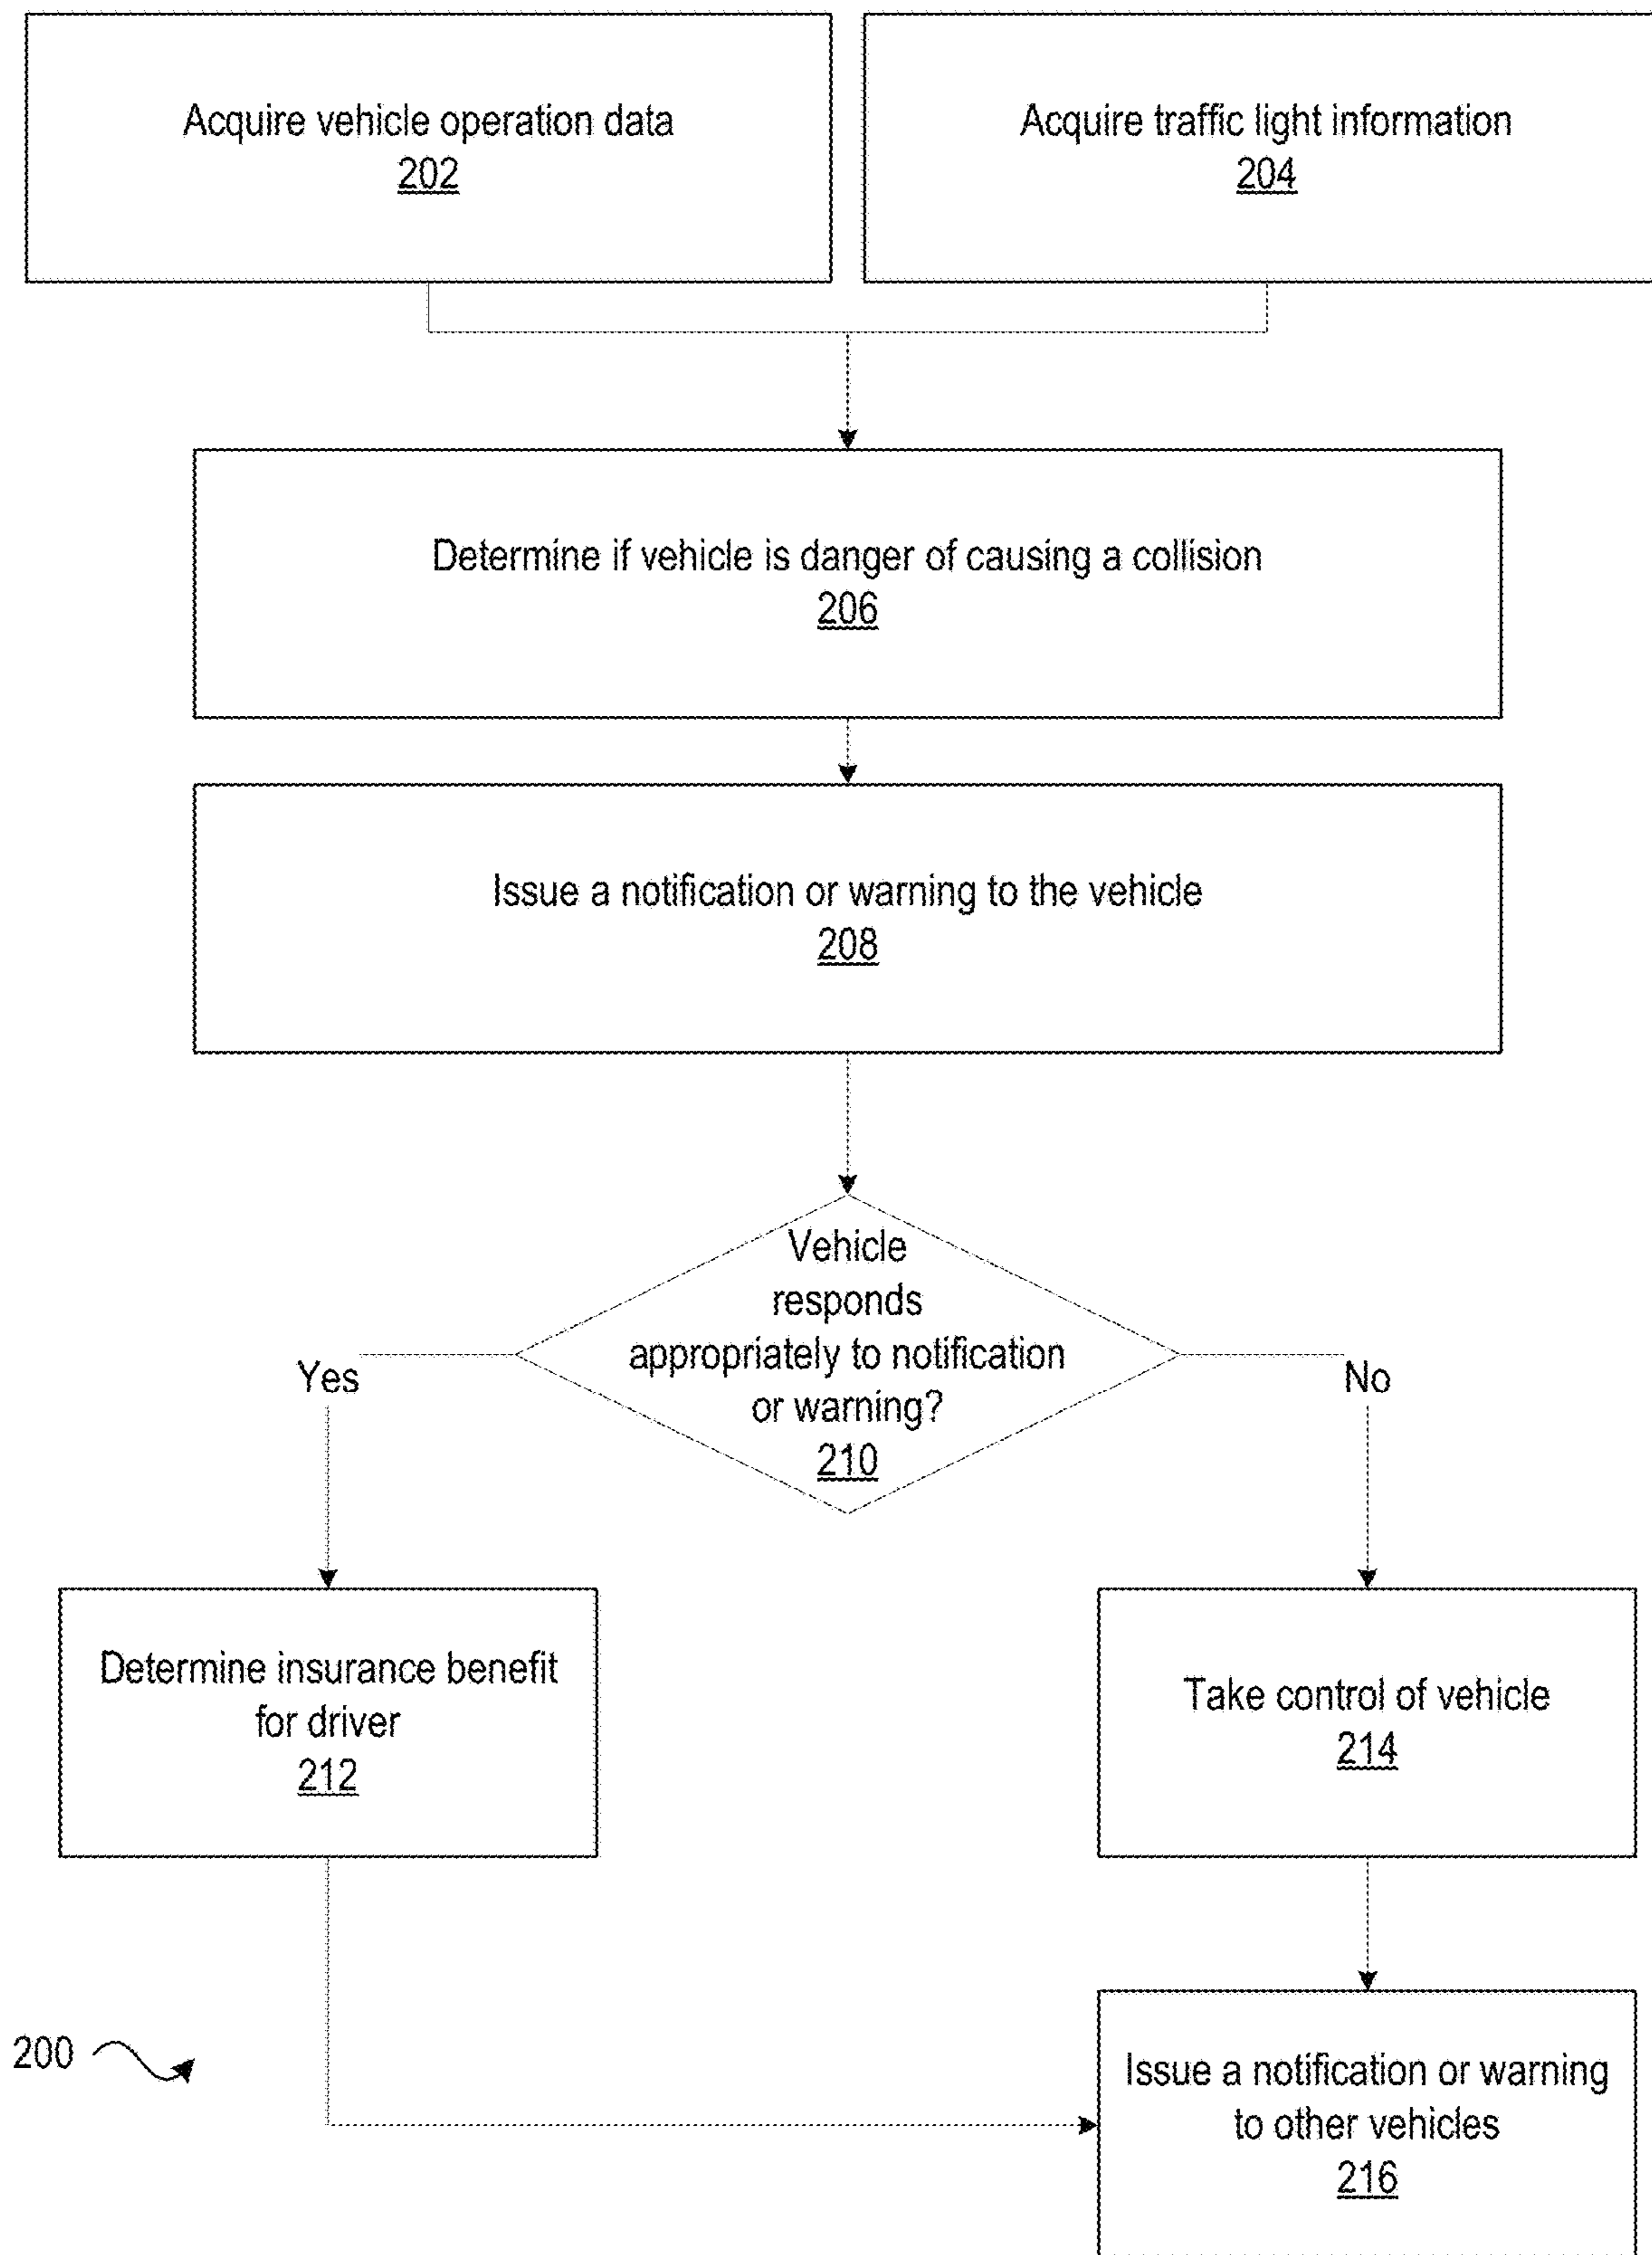 Acquire vehicle operation data
202
Acquire traffic light information
204
Determine if vehicle is danger of causing a collision
206
Issue a notification or warning to the vehicle
208
Vehicle
responds
appropriately to notification
or warning?
210
Yes
No
Determine insurance benefit
for driver
212
Take control of vehicle
214
200
Issue a notification or warning
to other vehicles
216